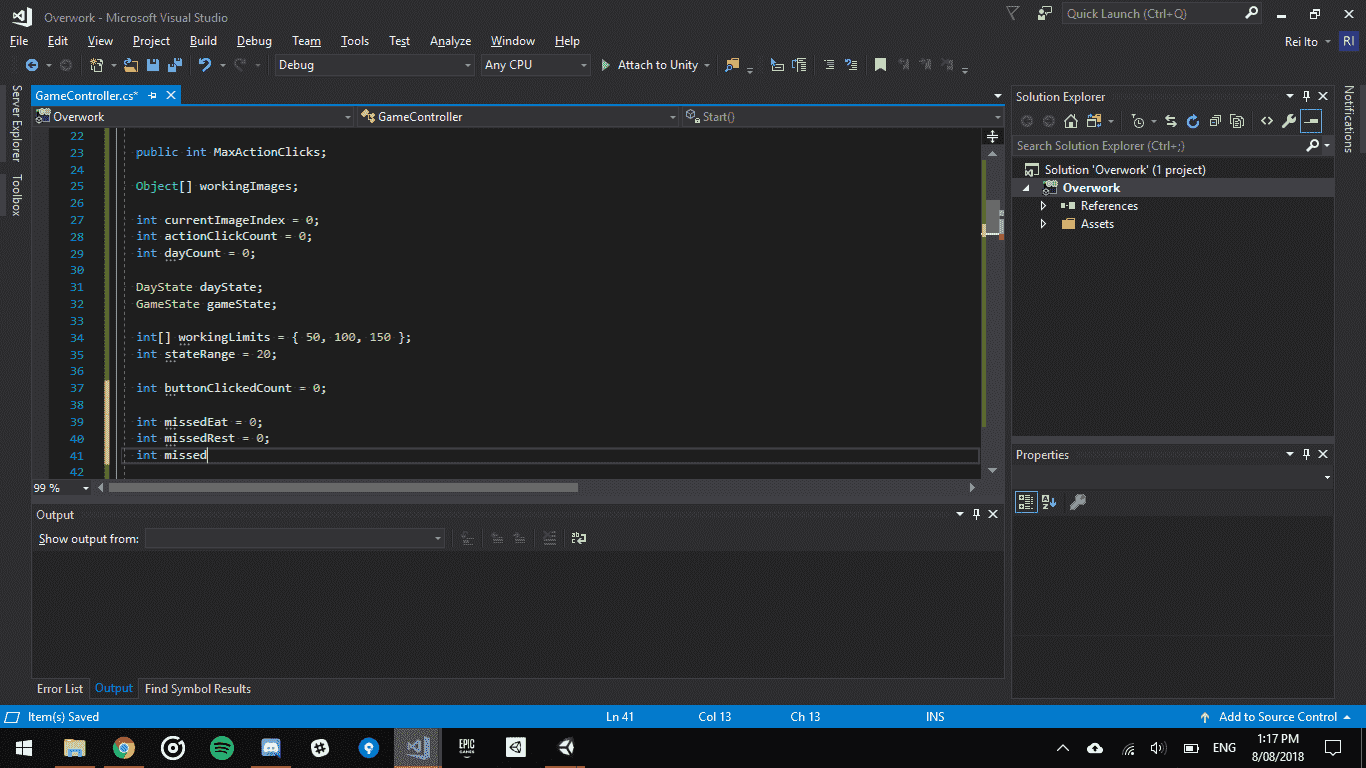 Overwork - Microsoft Visual Studio
Quick Launch (Ctrl+Q)
File Edit View Project Build Debug Team Tools Test Analyze Window Help
Rei Ito RI
Debug Any CPU Attach to Unity
Server Explorer
Toolbox
GameController.cs*
Overwork GameController Start()
22
23 public int MaxActionClicks;
24
25 Object[] workingImages;
26
27 int currentImageIndex = 0;
28 int actionClickCount = 0;
29 int dayCount = 0;
30
31 DayState dayState;
32 GameState gameState;
33
34 int[] workingLimits = { 50, 100, 150 };
35 int stateRange = 20;
36
37 int buttonClickedCount = 0;
38
39 int missedEat = 0;
40 int missedRest = 0;
41 int missed
42
99 %
Output
Show output from:
Error List Output Find Symbol Results
Solution Explorer
Search Solution Explorer (Ctrl+;)
Solution 'Overwork' (1 project)
Overwork
References
Assets
Properties
Notifications
Item(s) Saved Ln 41 Col 13 Ch 13 INS Add to Source Control
EPIC
GAMES
ENG
1:17 PM
8/08/2018